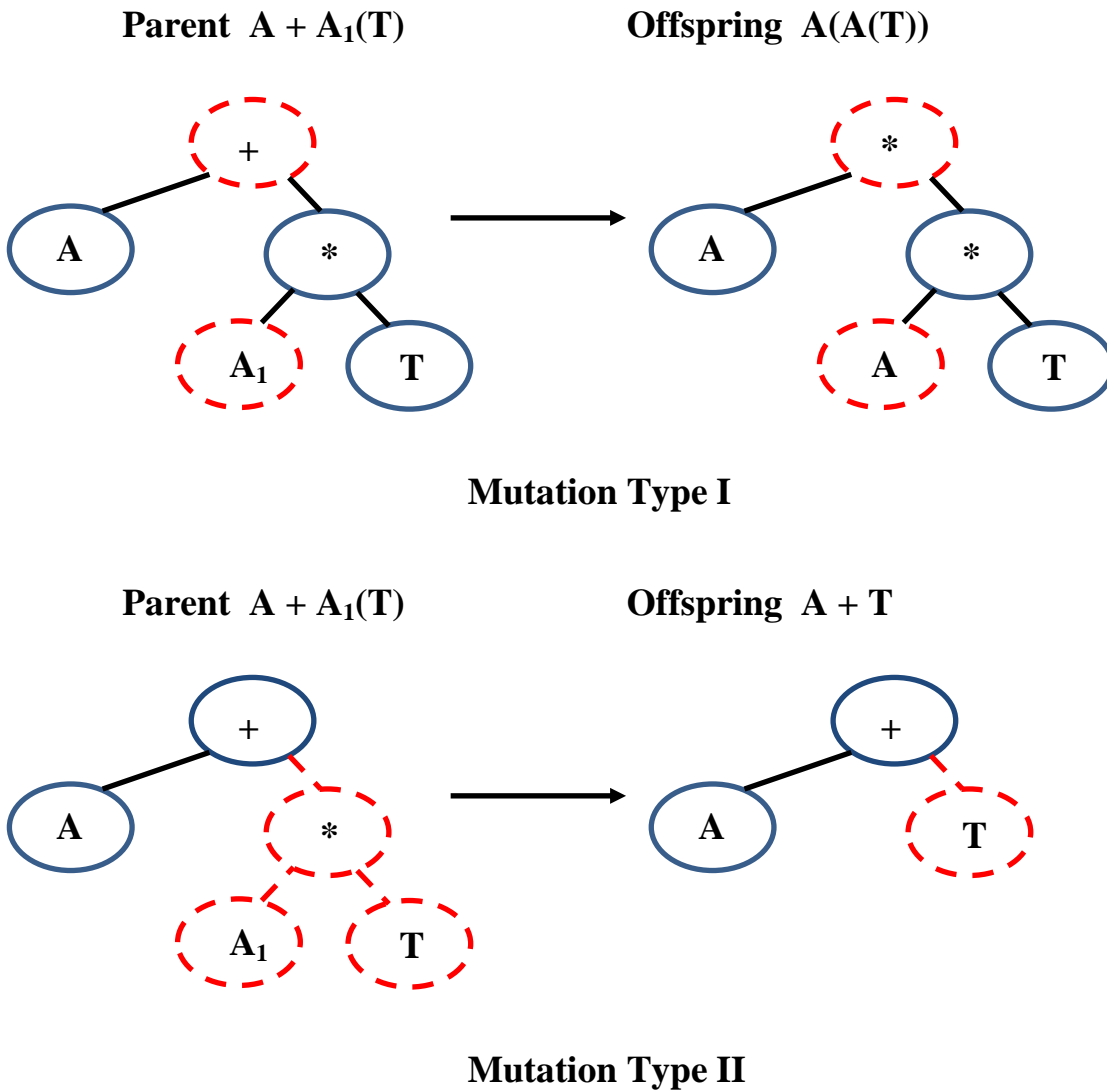 Parent A + A₁(T) Offspring A(A(T))
+ *
A * A *
A₁ T A T
Mutation Type I
Parent A + A₁(T) Offspring A + T
+ +
A * A T
A₁ T
Mutation Type II